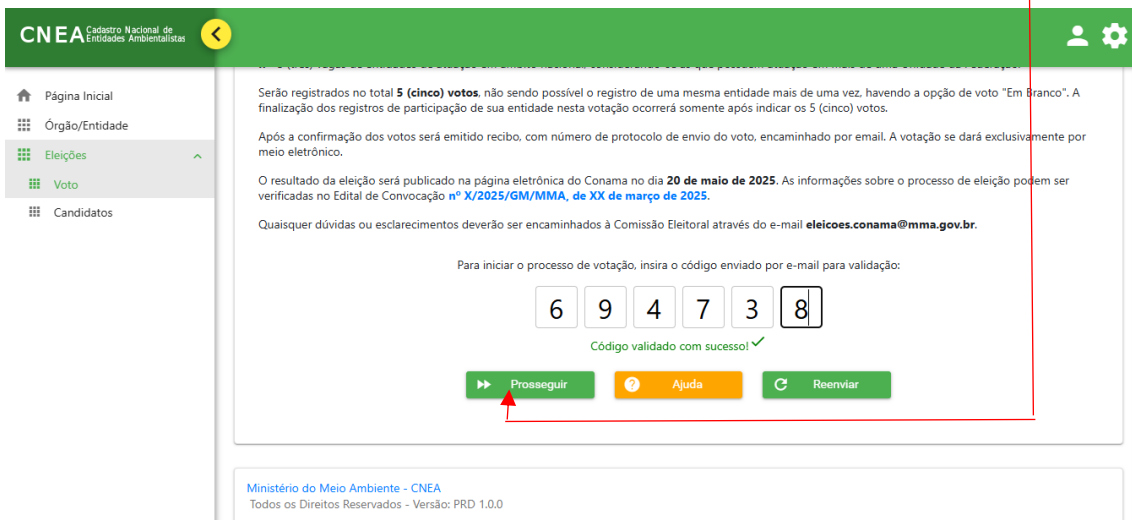 CNEA Cadastro Nacional de
Entidades Ambientalistas
Página Inicial
Órgão/Entidade
Eleições
Voto
Candidatos
Serão registrados no total 5 (cinco) votos, não sendo possível o registro de uma mesma entidade mais de uma vez, havendo a opção de voto "Em Branco". A
finalização dos registros de participação de sua entidade nesta votação ocorrerá somente após indicar os 5 (cinco) votos.
Após a confirmação dos votos será emitido recibo, com número de protocolo de envio do voto, encaminhado por email. A votação se dará exclusivamente por
meio eletrônico.
O resultado da eleição será publicado na página eletrônica do Conama no dia 20 de maio de 2025. As informações sobre o processo de eleição podem ser
verificadas no Edital de Convocação nº X/2025/GM/MMA, de XX de março de 2025.
Quaisquer dúvidas ou esclarecimentos deverão ser encaminhados à Comissão Eleitoral através do e-mail eleicoes.conama@mma.gov.br.
Para iniciar o processo de votação, insira o código enviado por e-mail para validação:
6 9 4 7 3 8
Código validado com sucesso!
Prosseguir Ajuda Reenviar
Ministério do Meio Ambiente - CNEA
Todos os Direitos Reservados - Versão: PRD 1.0.0